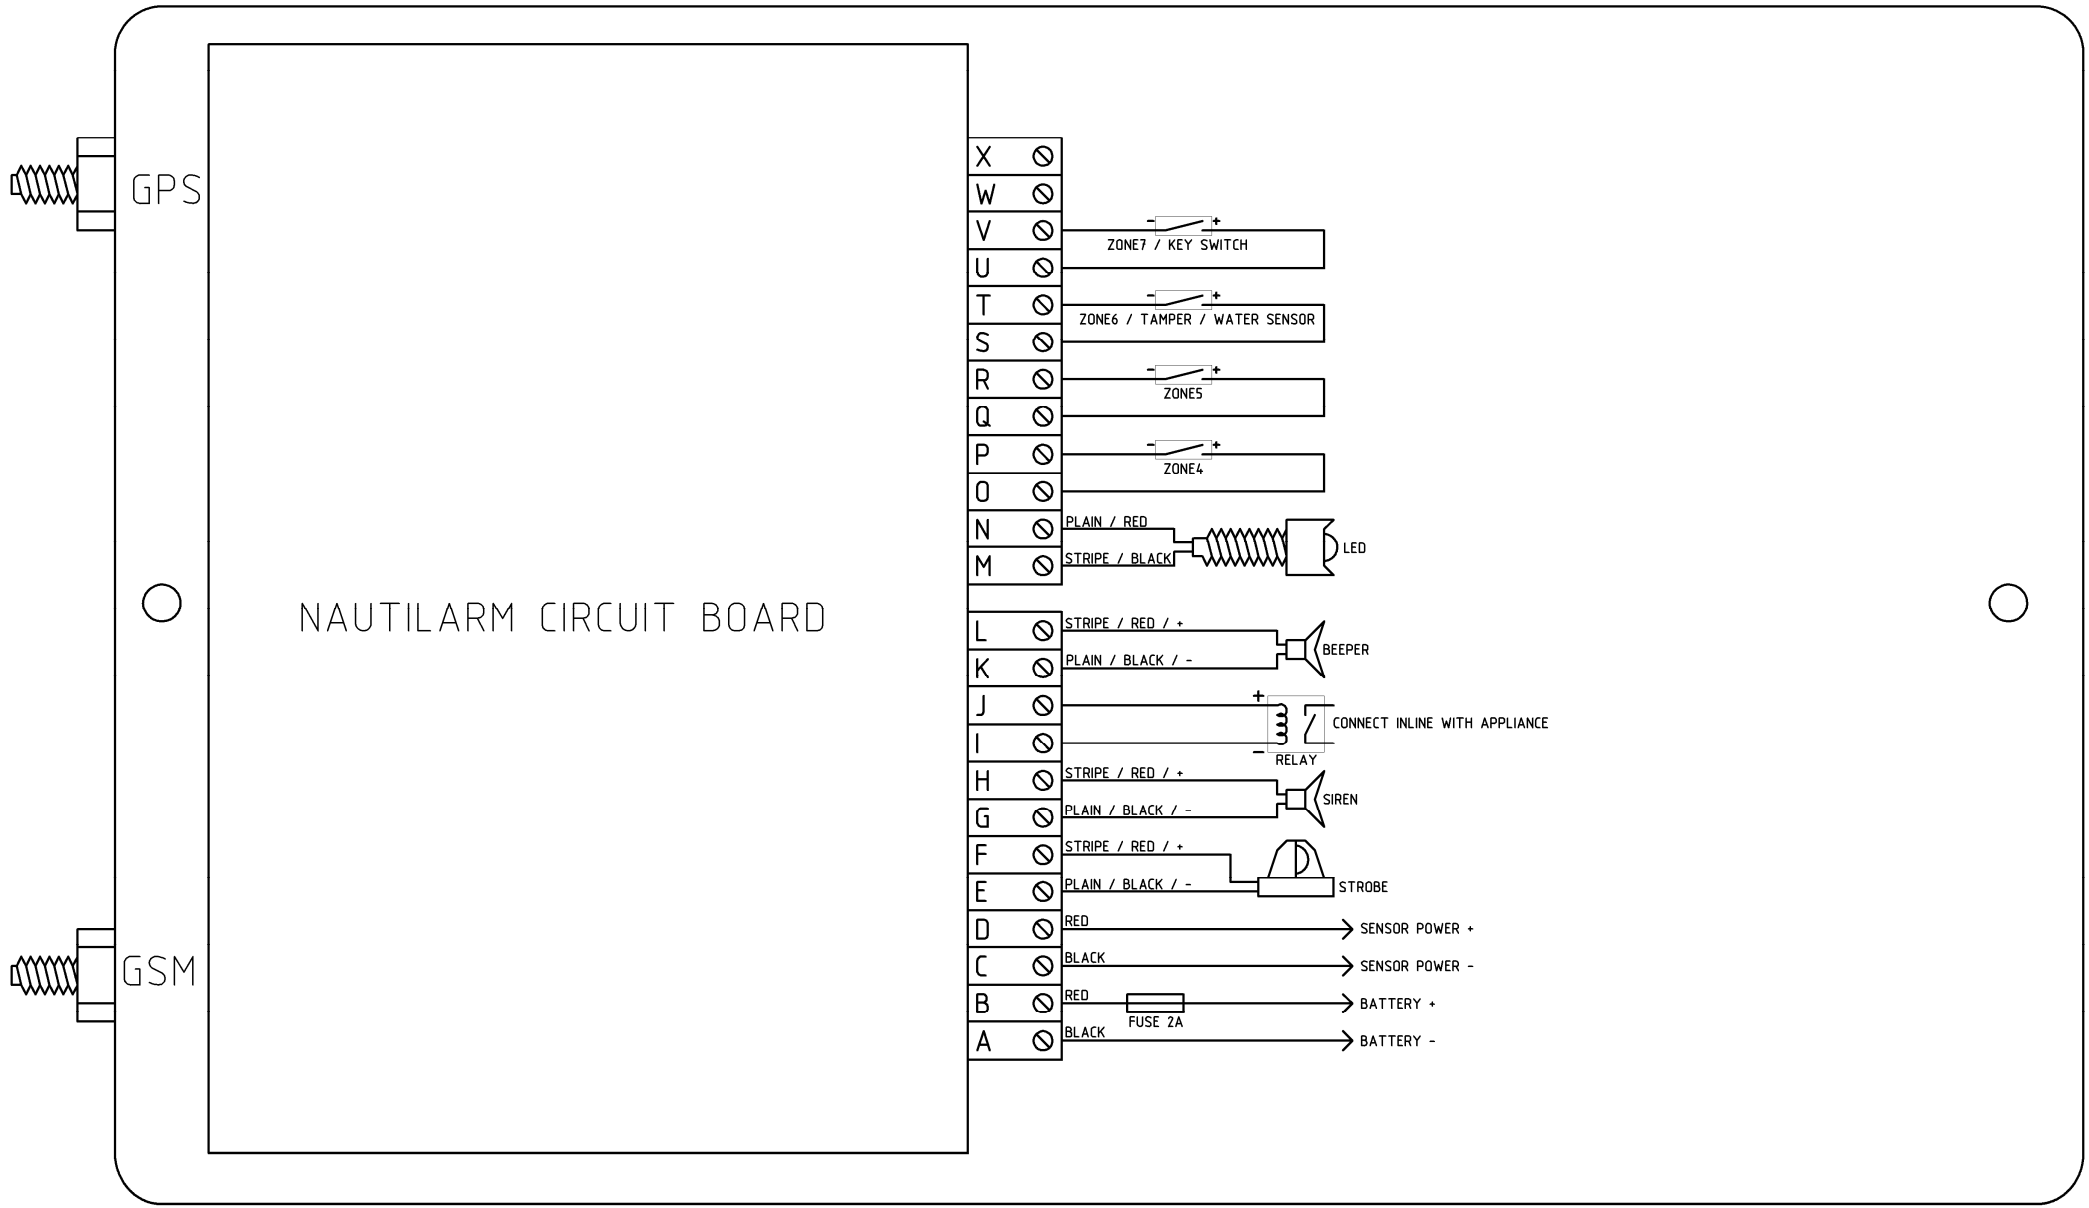 GPS
X
W
V - +
ZONE7 / KEY SWITCH
U
T - +
ZONE6 / TAMPER / WATER SENSOR
S
R - +
ZONE5
Q
P - +
ZONE4
O
N PLAIN / RED
LED
M STRIPE / BLACK
NAUTILARM CIRCUIT BOARD
L STRIPE / RED / +
BEEPER
K PLAIN / BLACK / -
J +
CONNECT INLINE WITH APPLIANCE
I -
RELAY
H STRIPE / RED / +
SIREN
G PLAIN / BLACK / -
F STRIPE / RED / +
E PLAIN / BLACK / -
STROBE
D RED SENSOR POWER +
GSM
C BLACK SENSOR POWER -
B RED BATTERY +
FUSE 2A
A BLACK BATTERY -